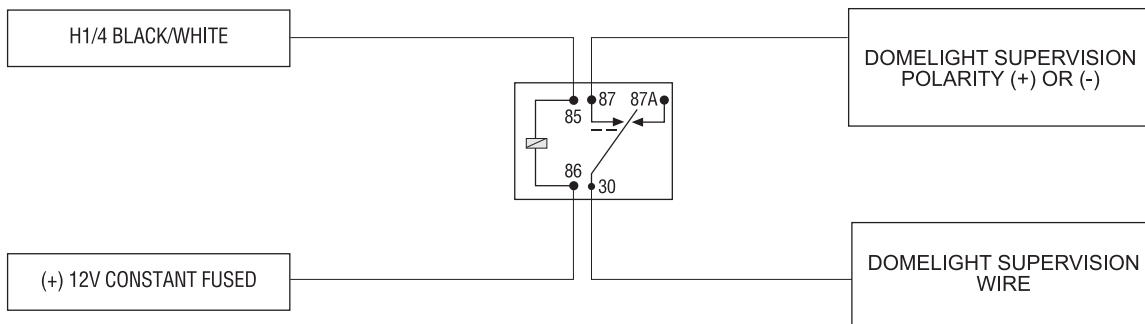 H1/4 BLACK/WHITE
DOMELIGHT SUPERVISION
POLARITY (+) OR (-)
87
87A
85
86
30
(+) 12V CONSTANT FUSED
DOMELIGHT SUPERVISION
WIRE